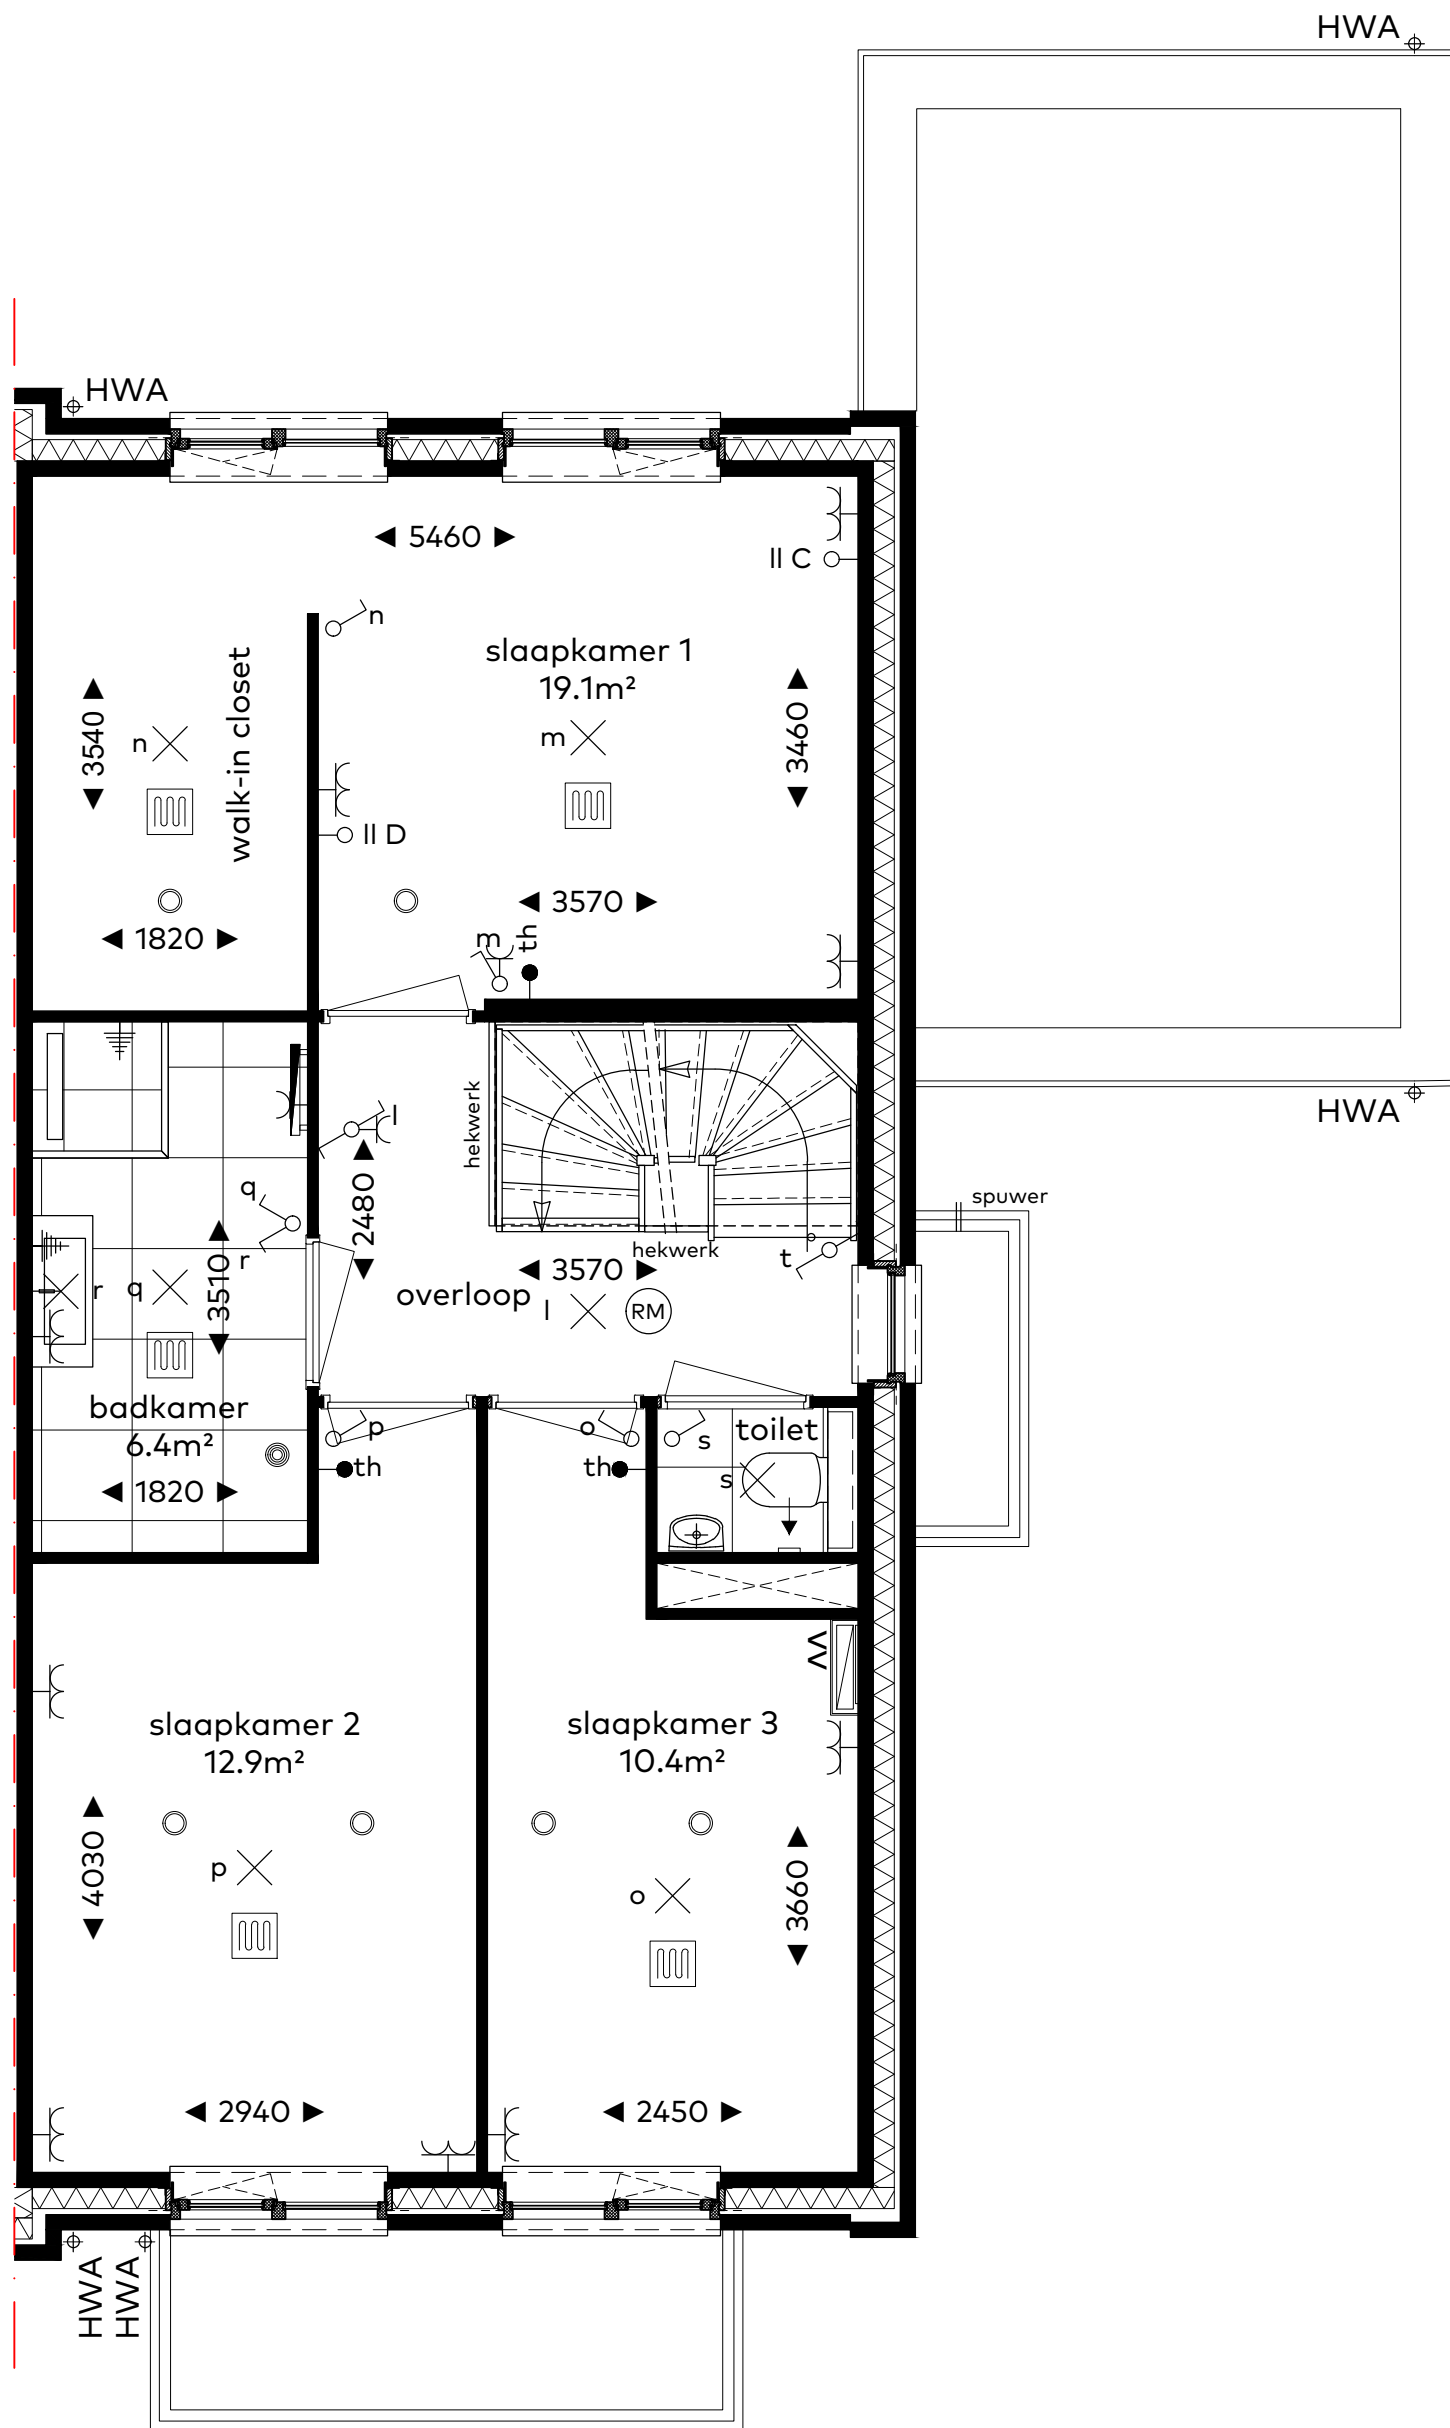 HWA
HWA
◄ 5460 ►
II C
n
slaapkamer 1
19.1m²
◄ 3540 ►
walk-in closet
◄ 3460 ►
n
m
II D
◄ 3570 ►
◄ 1820 ►
m
th
hekwerk
l
HWA
◄ 2480 ►
q
spuwer
r
hekwerk
t
◄ 3510 ►
◄ 3570 ►
r
q
overloop
l
RM
badkamer
6.4m²
p
o
s
toilet
th
th
s
◄ 1820 ►
VV
slaapkamer 2
12.9m²
slaapkamer 3
10.4m²
◄ 4030 ►
◄ 3660 ►
p
o
◄ 2940 ►
◄ 2450 ►
HWA
HWA